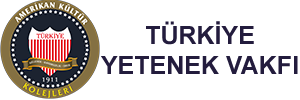 AMERİKAN KÜLTÜR
TÜRKİYE
1911
KOLEJLERİ
TÜRKİYE
YETENEK VAKFI